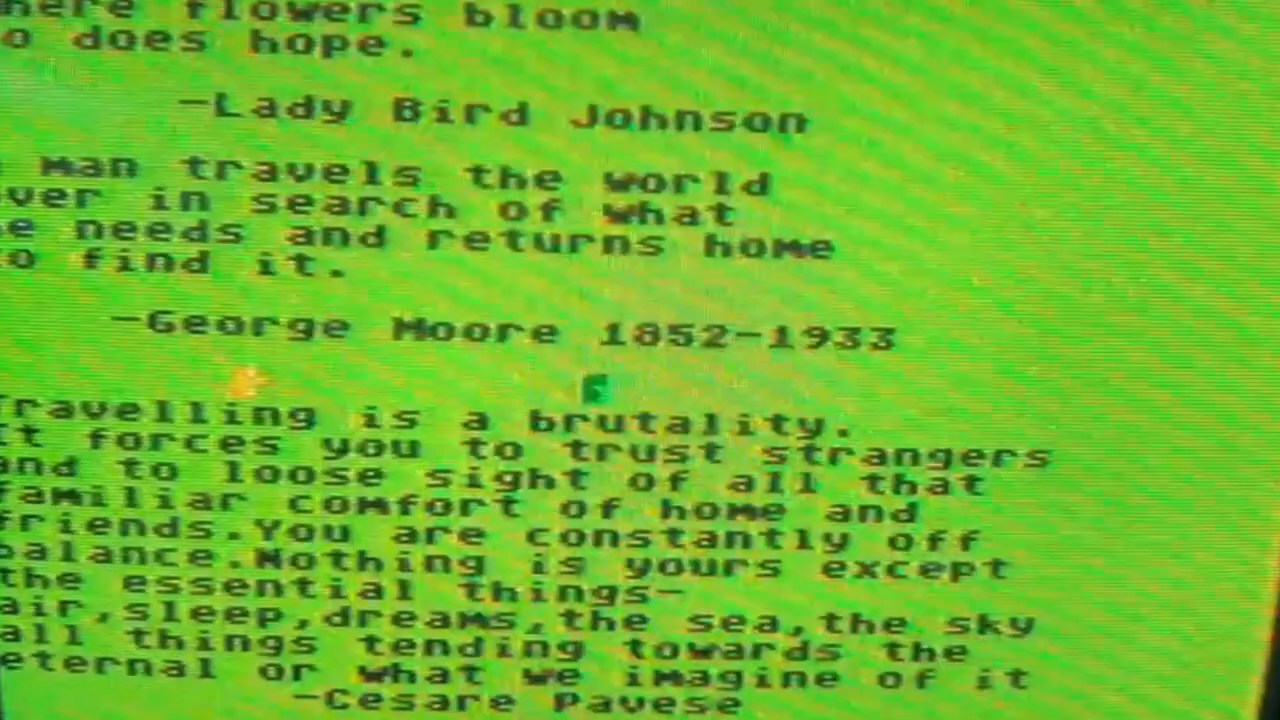 here flowers bloom
o does hope.
-Lady Bird Johnson
man travels the world
ver in search of what
e needs and returns home
o find it.
-George Moore 1852-1933
Travelling is a brutality.
It forces you to trust strangers
and to loose sight of all that
familiar comfort of home and
friends.You are constantly off
balance.Nothing is yours except
the essential things-
air,sleep,dreams,the sea,the sky
all things tending towards the
eternal or what we imagine of it
-Cesare Pavese